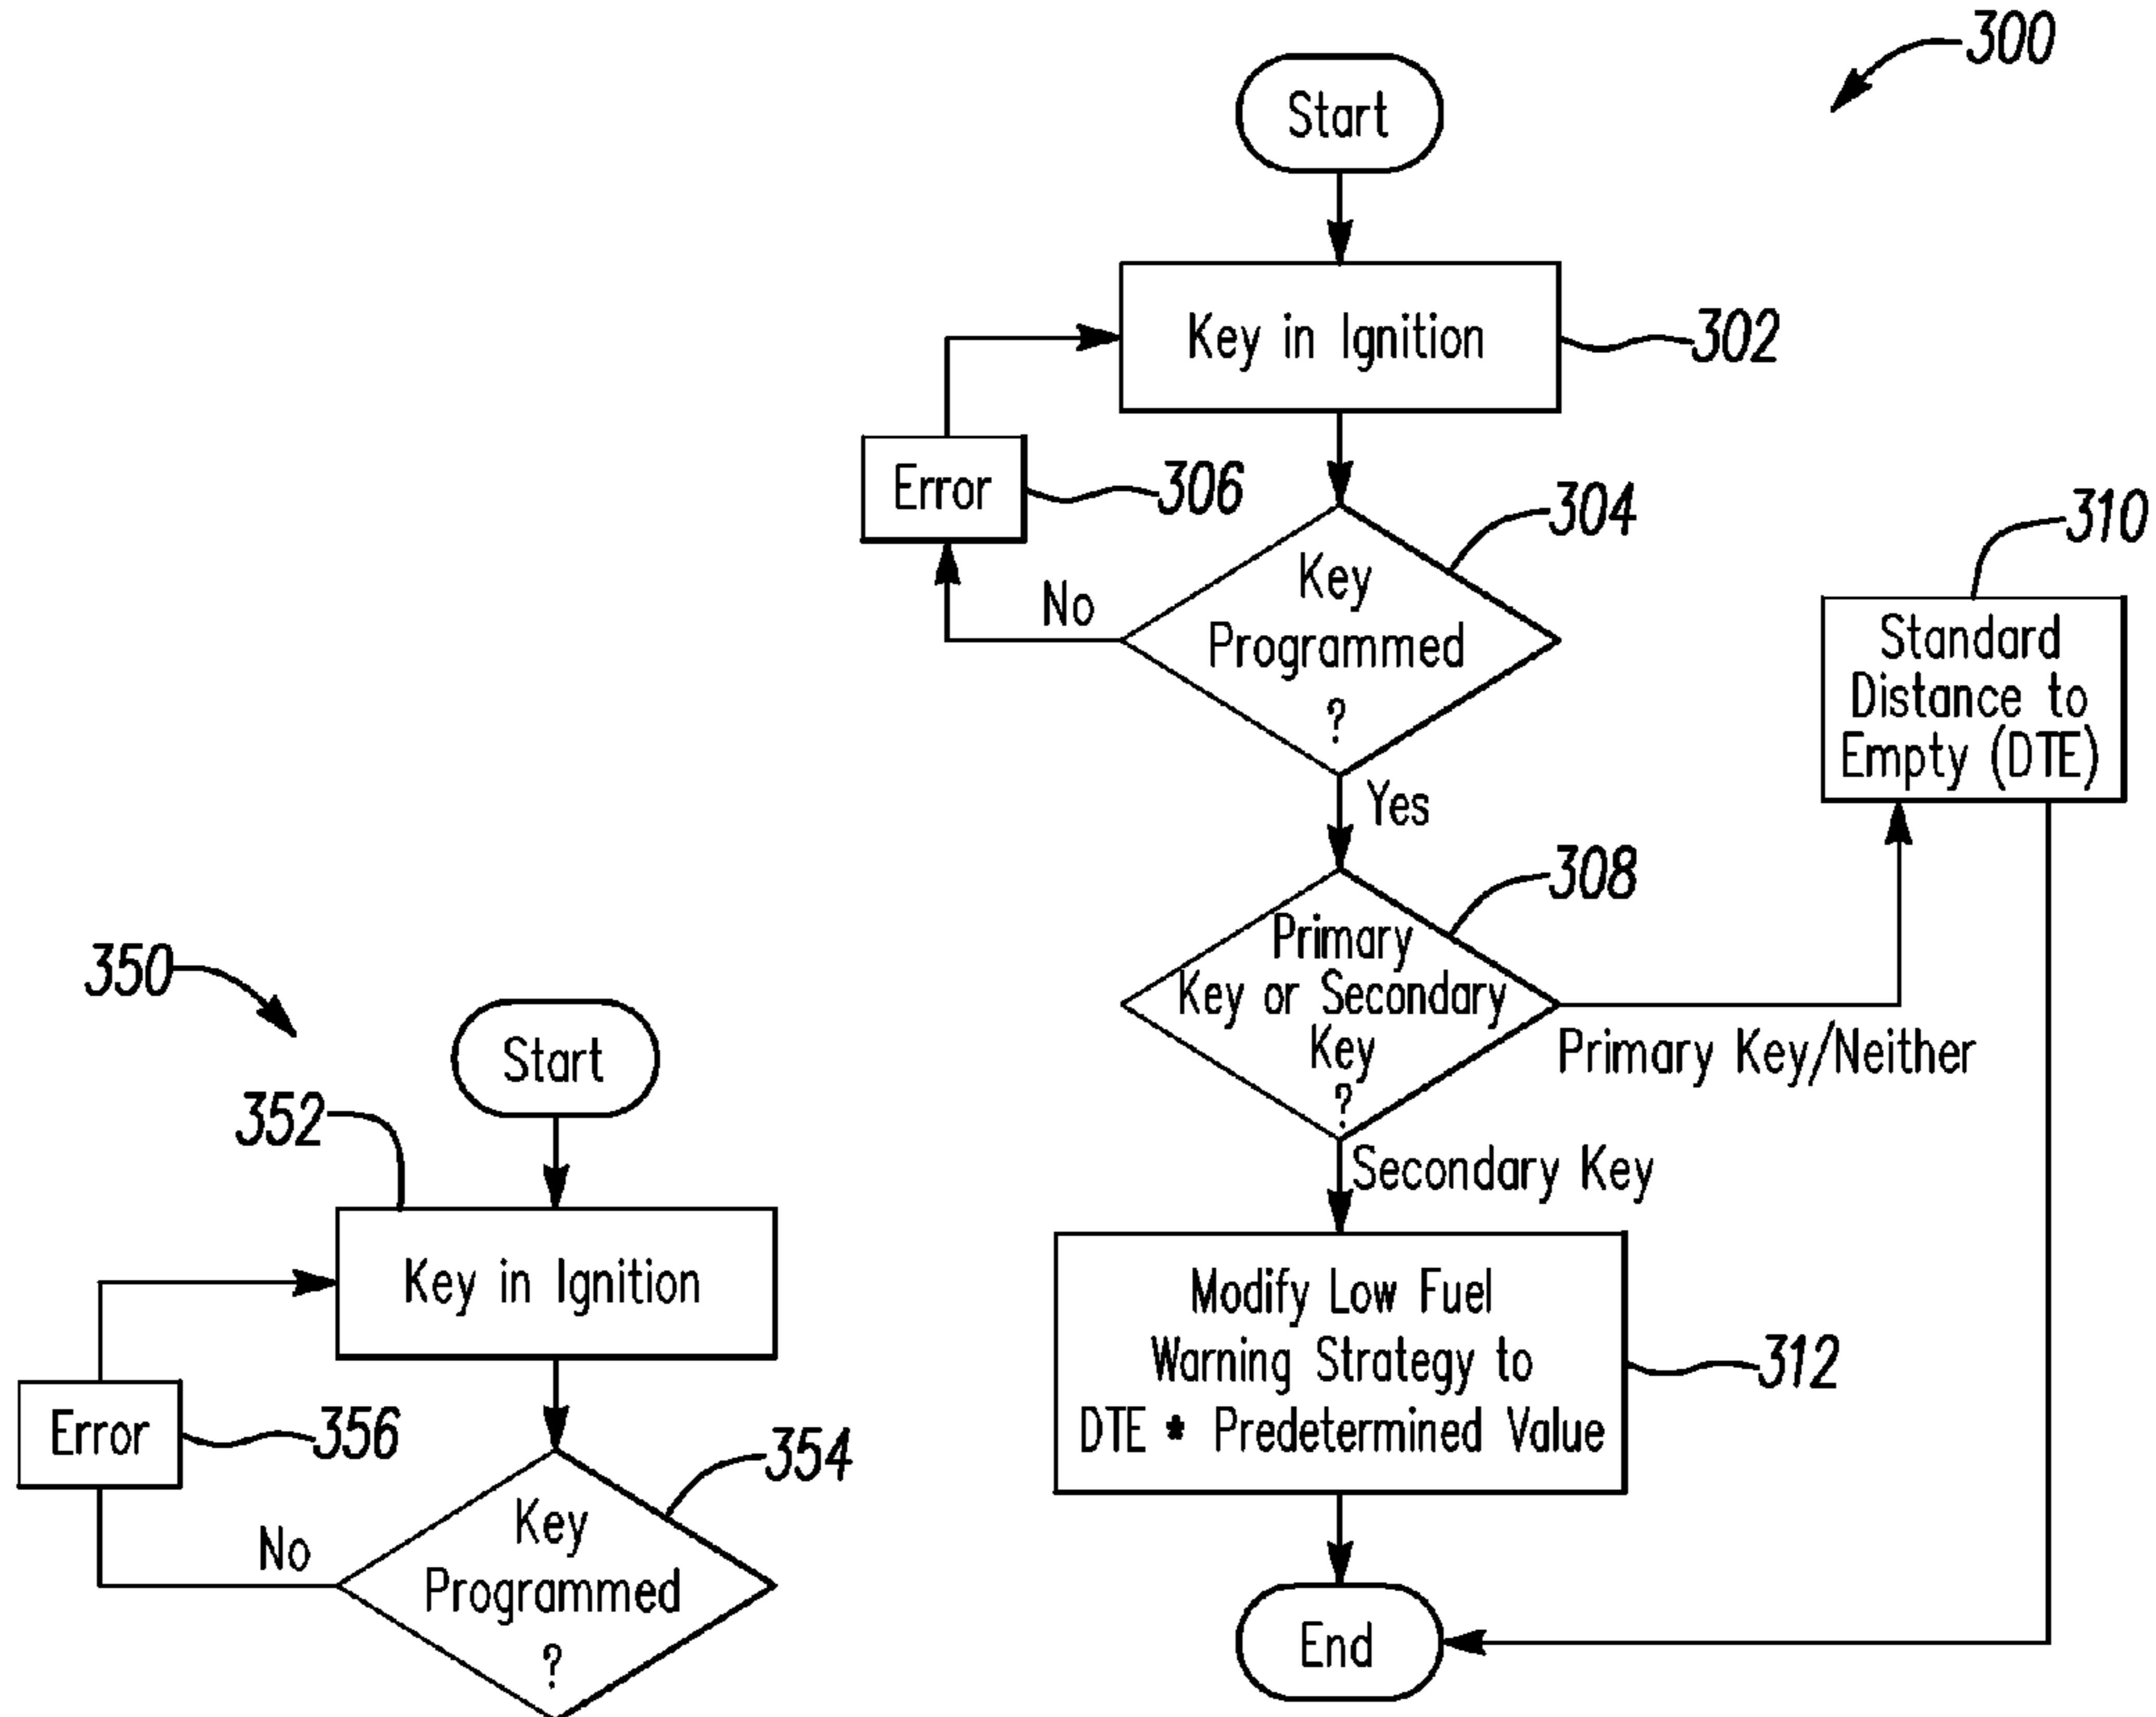 300
Start
Key in Ignition
302
Error
306
304
Key
Programmed
?
No
Yes
310
Standard
Distance to
Empty (DTE)
308
Primary
Key or Secondary
Key
?
Primary Key/Neither
Secondary Key
Modify Low Fuel
Warning Strategy to
DTE * Predetermined Value
312
End
350
Start
352
Key in Ignition
Error
356
354
Key
Programmed
?
No